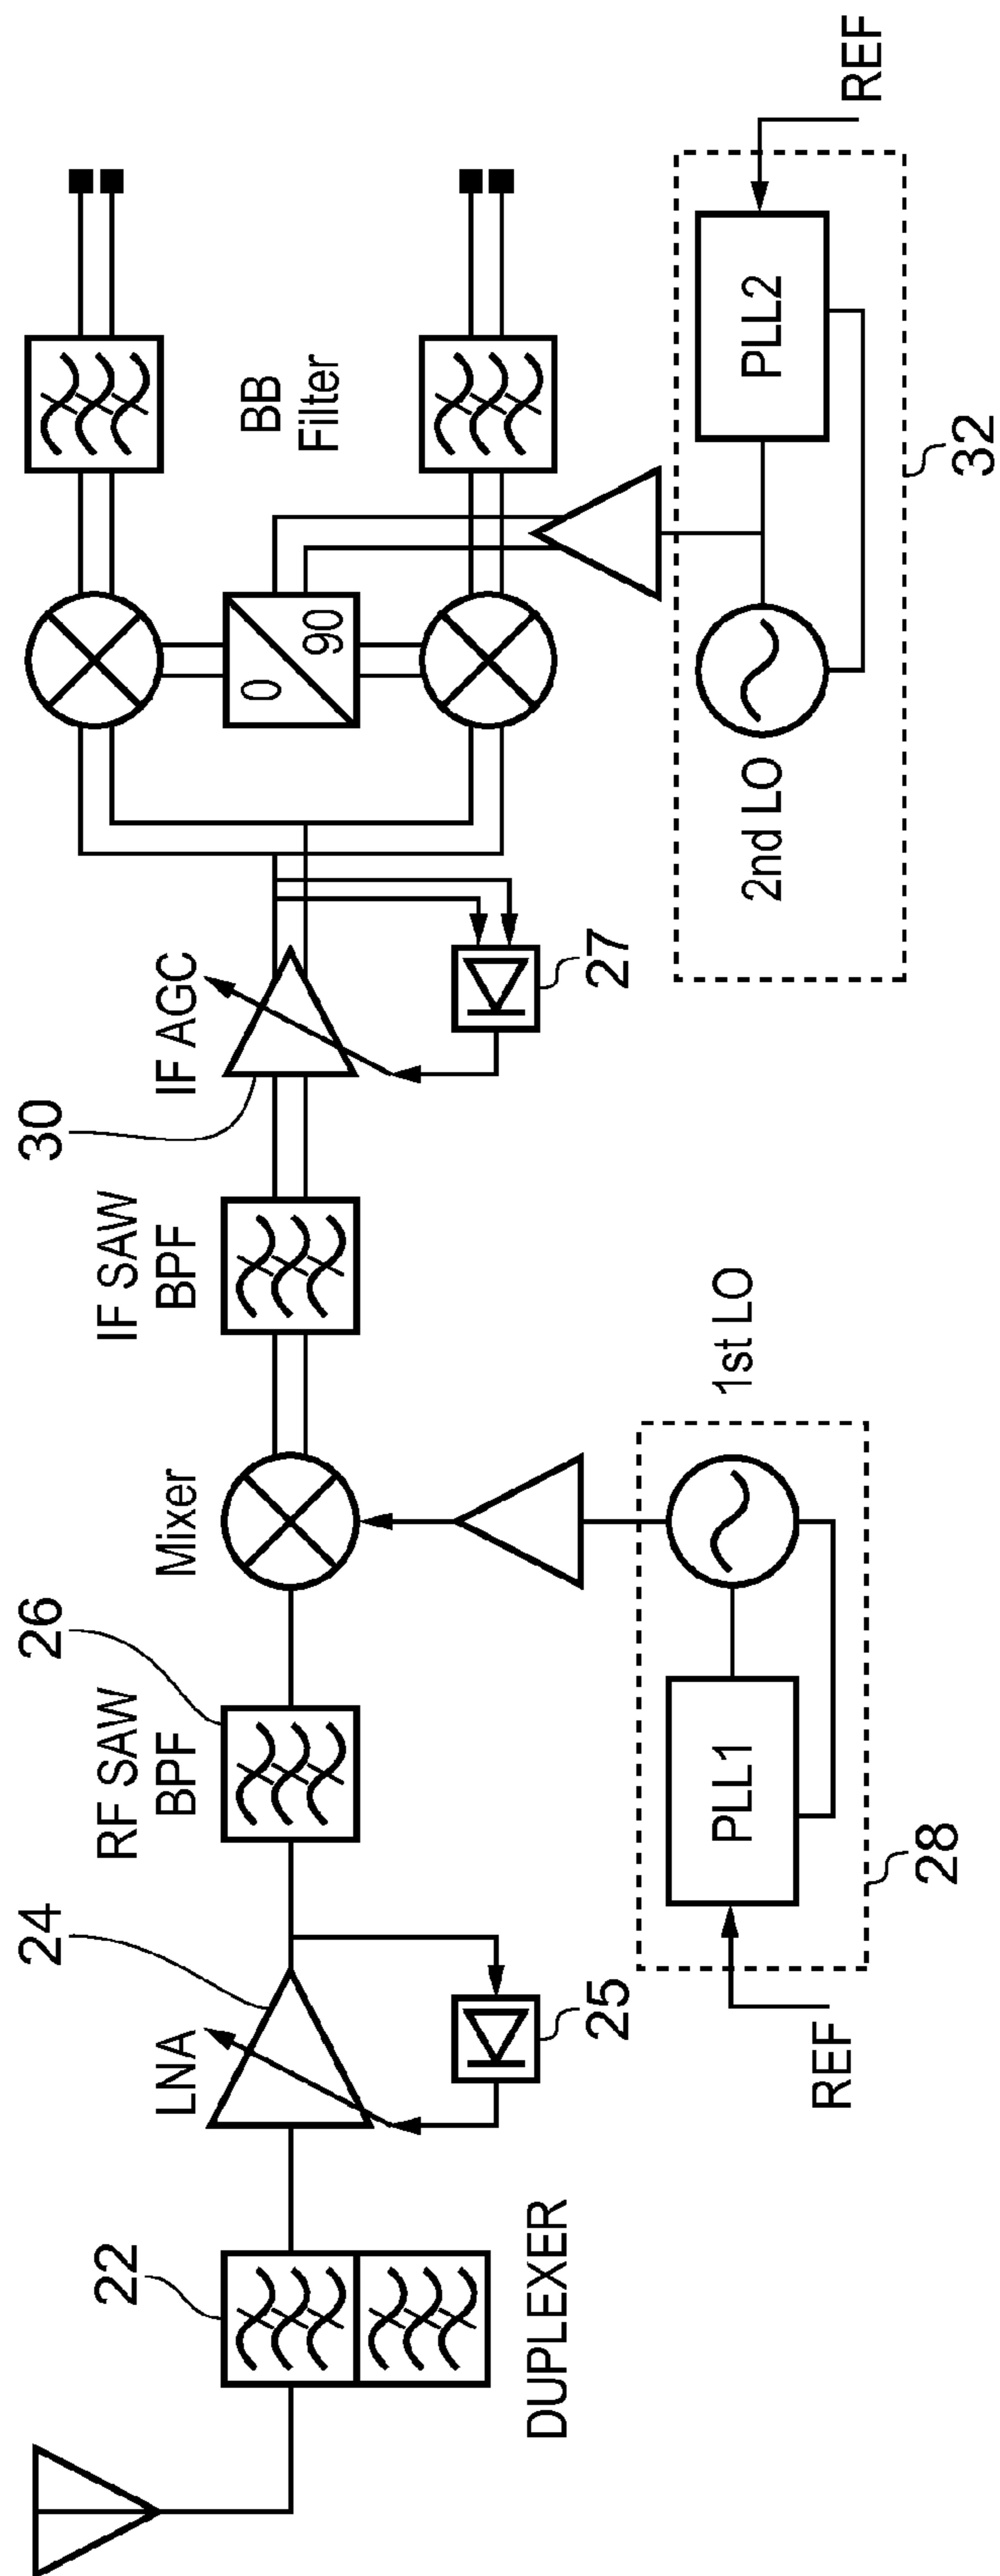 22
DUPLEXER
LNA
24
25
RF SAW
BPF
26
Mixer
REF
PLL1
1st LO
28
IF SAW
BPF
30
IF AGC
27
0
90
BB
Filter
2nd LO
PLL2
REF
32